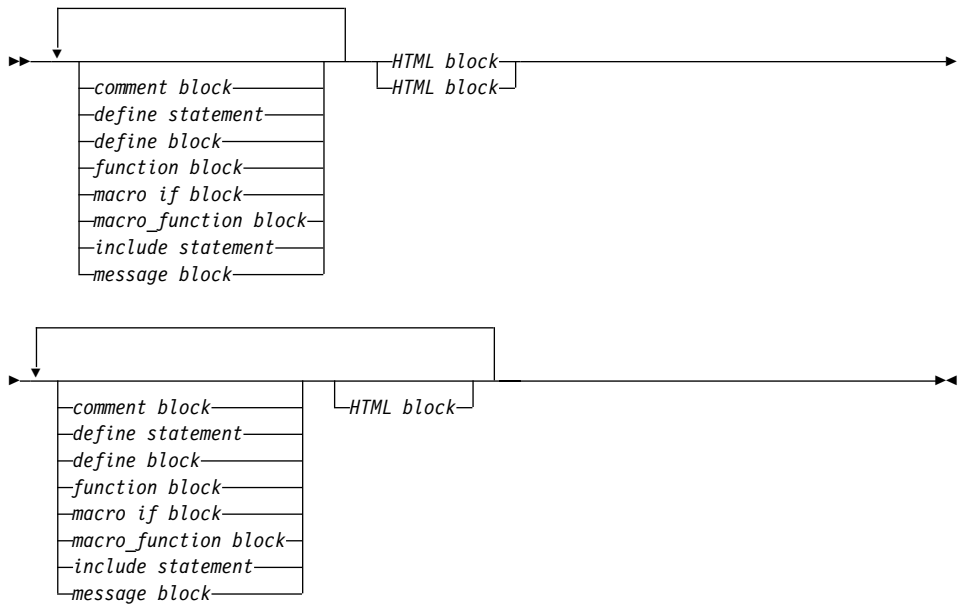 HTML block
HTML block
comment block
define statement
define block
function block
macro if block
macro_function block
include statement
message block
comment block
HTML block
define statement
define block
function block
macro if block
macro_function block
include statement
message block